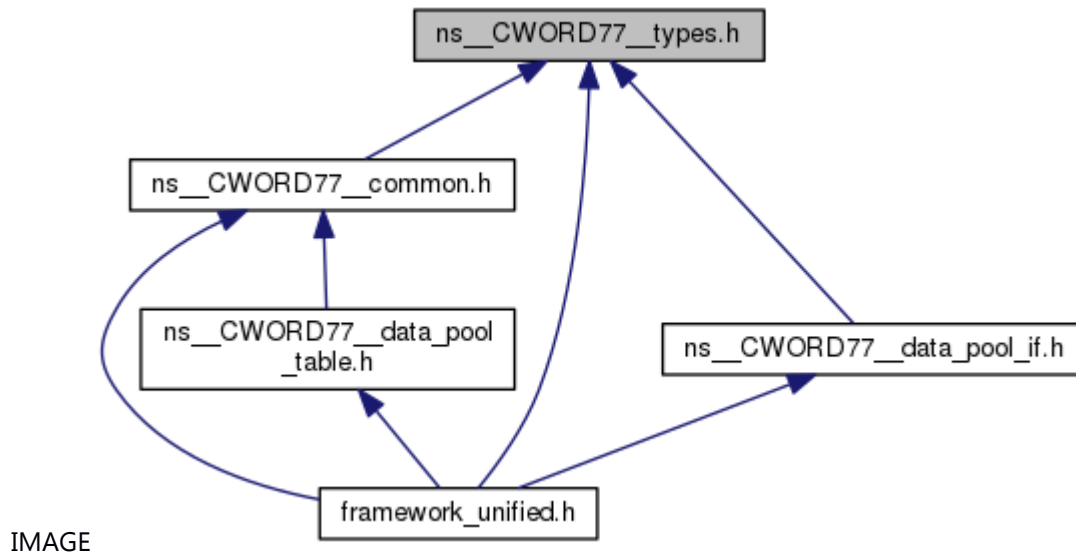 ns__CWORD77__types.h
ns__CWORD77__common.h
ns__CWORD77__data_pool
_table.h
ns__CWORD77__data_pool_if.h
framework_unified.h
IMAGE